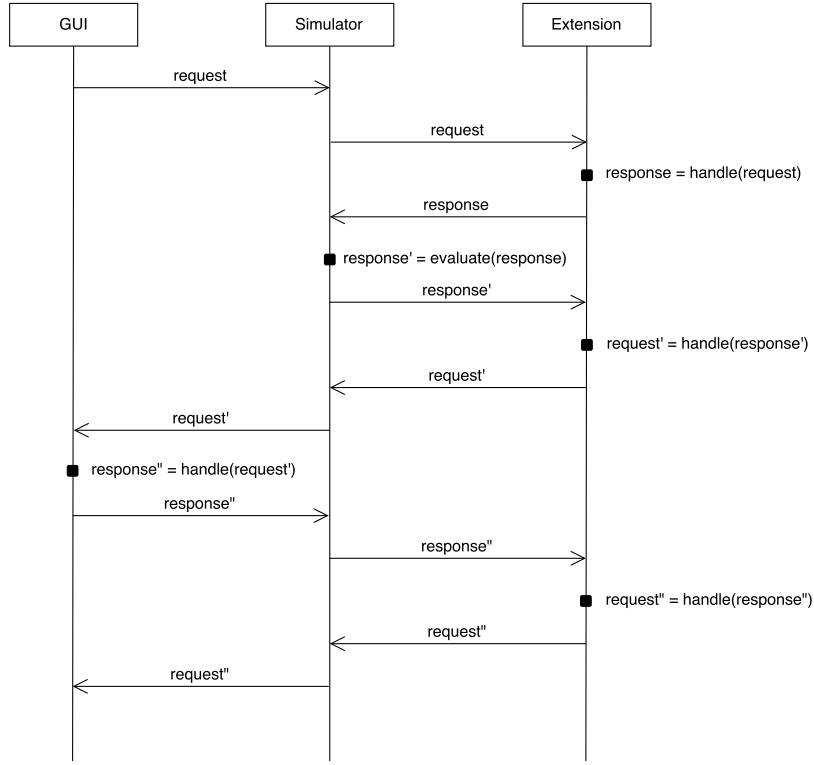 GUI
Simulator
Extension
request
request
response = handle(request)
response
response' = evaluate(response)
response'
request' = handle(response')
request'
request'
response" = handle(request')
response"
response"
request" = handle(response")
request"
request"